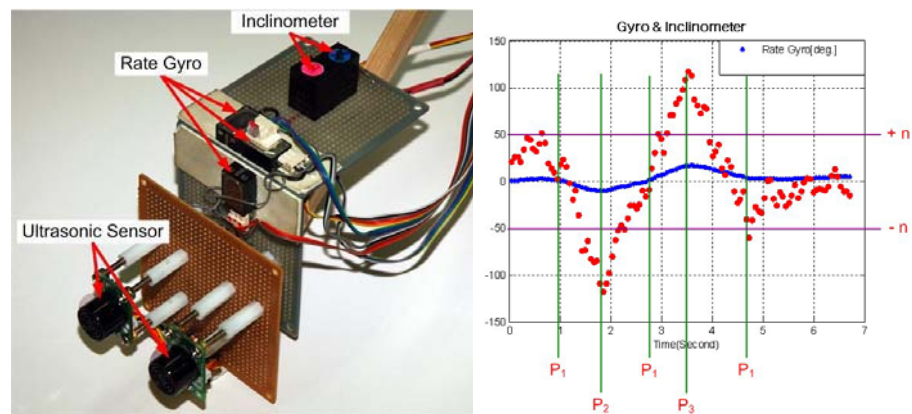 Inclinometer
Rate Gyro
Ultrasonic Sensor
Gyro & Inclinometer
Rate Gyro[deg.]
150
100
50
0
-50
-100
-150
+ n
- n
0 1 2 3 4 5 6 7
Time(Second)
P₁ P₁ P₁
P₂ P₃